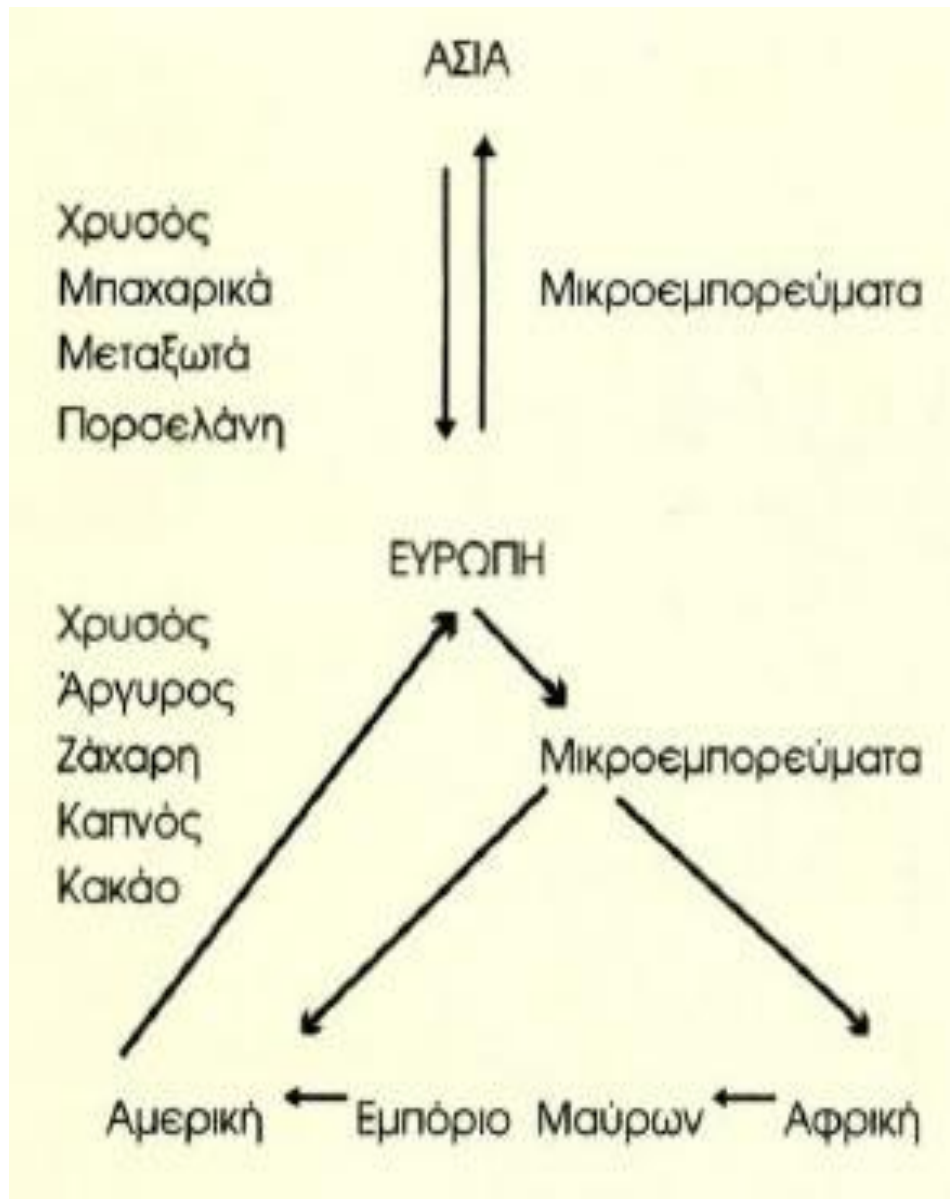 ΑΣΙΑ
Χρυσός
Μπαχαρικά
Μικροεμπορεύματα
Μεταξωτά
Πορσελάνη
ΕΥΡΩΠΗ
Χρυσός
Άργυρος
Ζάχαρη
Μικροεμπορεύματα
Καπνός
Κακάο
Αμερική Εμπόριο Μαύρων Αφρική